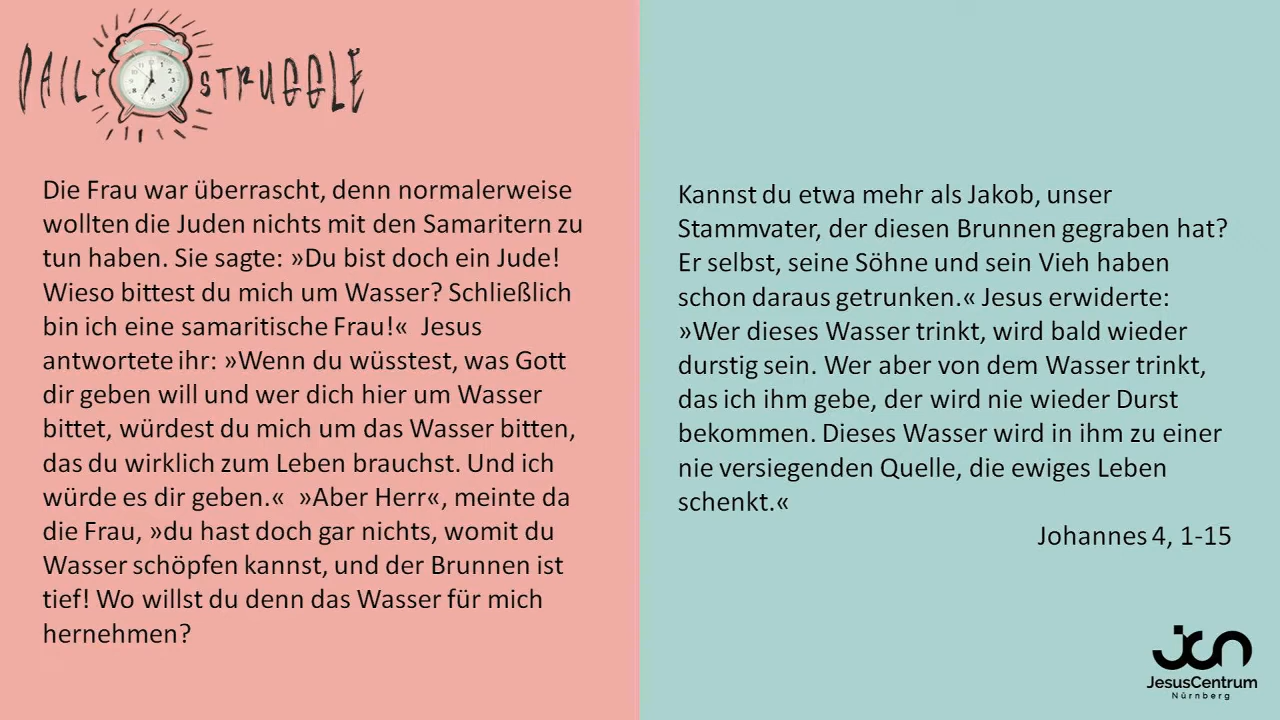 DAILY STRUGGLE
Die Frau war überrascht, denn normalerweise
wollten die Juden nichts mit den Samaritern zu
tun haben. Sie sagte: »Du bist doch ein Jude!
Wieso bittest du mich um Wasser? Schließlich
bin ich eine samaritische Frau!« Jesus
antwortete ihr: »Wenn du wüsstest, was Gott
dir geben will und wer dich hier um Wasser
bittet, würdest du mich um das Wasser bitten,
das du wirklich zum Leben brauchst. Und ich
würde es dir geben.« »Aber Herr«, meinte da
die Frau, »du hast doch gar nichts, womit du
Wasser schöpfen kannst, und der Brunnen ist
tief! Wo willst du denn das Wasser für mich
hernehmen?
Kannst du etwa mehr als Jakob, unser
Stammvater, der diesen Brunnen gegraben hat?
Er selbst, seine Söhne und sein Vieh haben
schon daraus getrunken.« Jesus erwiderte:
»Wer dieses Wasser trinkt, wird bald wieder
durstig sein. Wer aber von dem Wasser trinkt,
das ich ihm gebe, der wird nie wieder Durst
bekommen. Dieses Wasser wird in ihm zu einer
nie versiegenden Quelle, die ewiges Leben
schenkt.«
Johannes 4, 1-15
jcn
JesusCentrum
Nürnberg